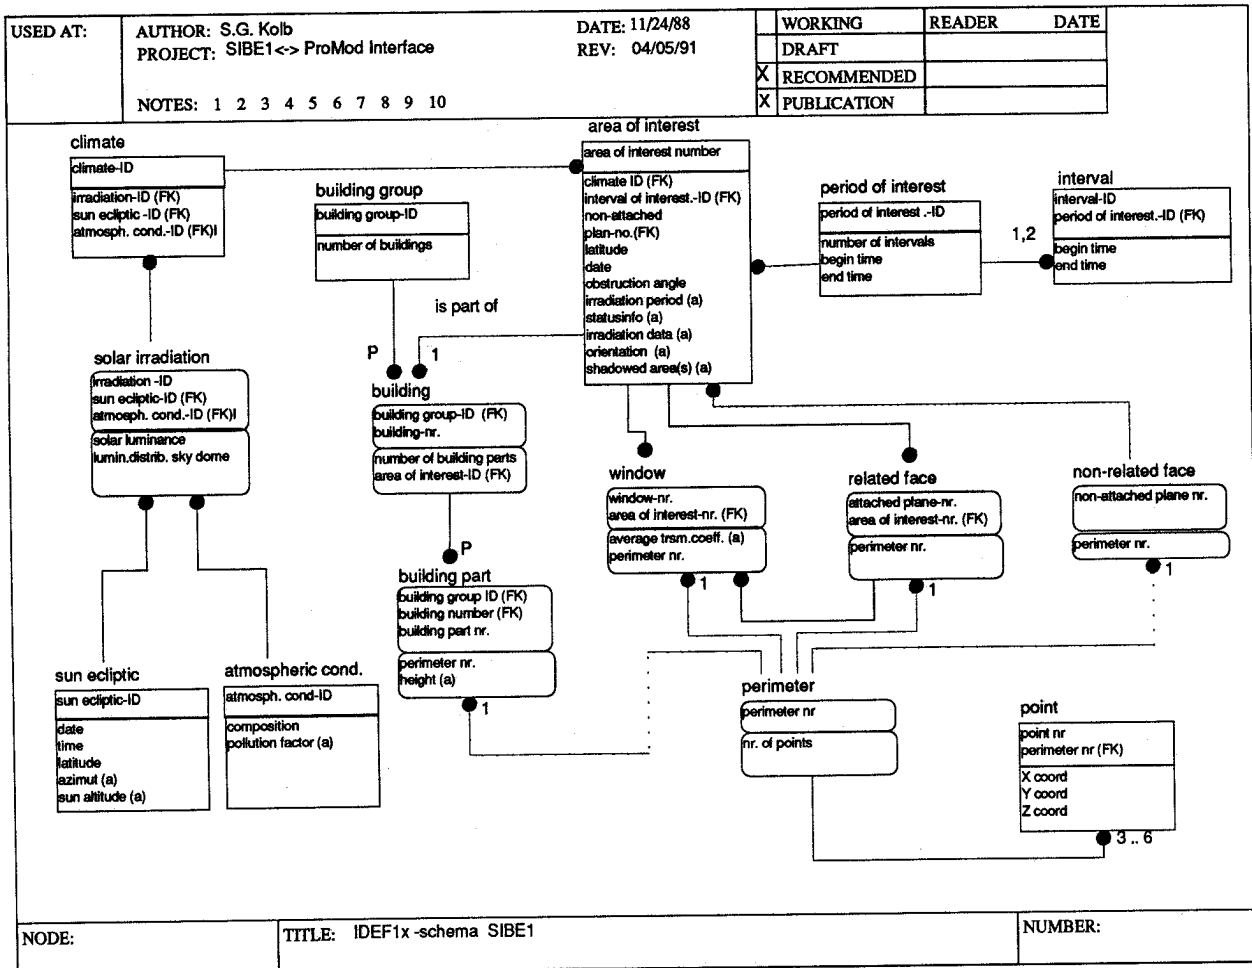 USED AT:
AUTHOR: S.G. Kolb
DATE: 11/24/88
PROJECT: SIBE1<-> ProMod Interface
REV: 04/05/91
NOTES: 1 2 3 4 5 6 7 8 9 10
WORKING
READER DATE
DRAFT
X RECOMMENDED
X PUBLICATION
climate
climate-ID
irradiation-ID (FK)
sun ecliptic -ID (FK)
atmosph. cond.-ID (FK)I
building group
building group-ID
number of buildings
area of interest
area of interest number
climate ID (FK)
interval of interest.-ID (FK)
non-attached
plan-no.(FK)
latitude
date
obstruction angle
irradiation period (a)
statusinfo (a)
irradiation data (a)
orientation (a)
shadowed area(s) (a)
period of interest
period of interest .-ID
number of intervals
begin time
end time
1,2
interval
interval-ID
period of interest.-ID (FK)
begin time
end time
is part of
P
1
solar irradiation
irradiation -ID
sun ecliptic-ID (FK)
atmosph. cond.-ID (FK)I
solar luminance
lumin.distrib. sky dome
building
building group-ID (FK)
building-nr.
number of building parts
area of interest-ID (FK)
P
window
window-nr.
area of interest-nr. (FK)
average trsm.coeff. (a)
perimeter nr.
1
related face
attached plane-nr.
area of interest-nr. (FK)
perimeter nr.
1
non-related face
non-attached plane nr.
perimeter nr.
1
building part
building group ID (FK)
building number (FK)
building part nr.
perimeter nr.
height (a)
1
sun ecliptic
sun ecliptic-ID
date
time
latitude
azimut (a)
sun altitude (a)
atmospheric cond.
atmosph. cond-ID
composition
pollution factor (a)
perimeter
perimeter nr
nr. of points
point
point nr
perimeter nr (FK)
X coord
Y coord
Z coord
3 .. 6
NODE:
TITLE: IDEF1x -schema SIBE1
NUMBER: